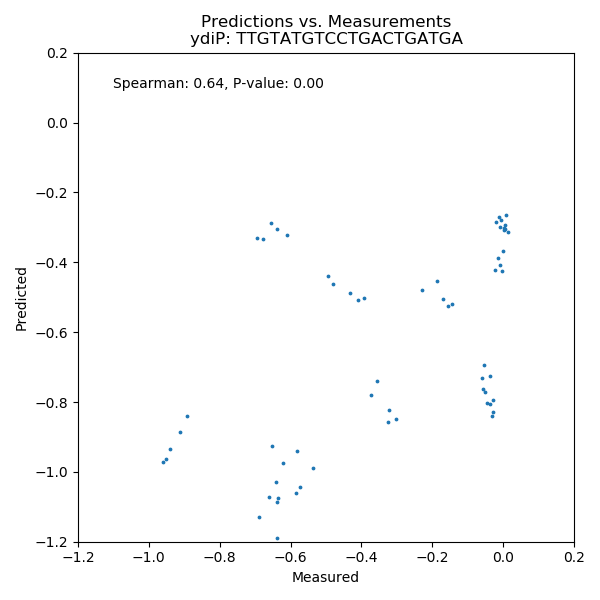 Predictions vs. Measurements
ydiP: TTGTATGTCCTGACTGATGA
Spearman: 0.64, P-value: 0.00
0.2
0.0
−0.2
−0.4
−0.6
−0.8
−1.0
−1.2
Predicted
−1.2 −1.0 −0.8 −0.6 −0.4 −0.2 0.0 0.2
Measured